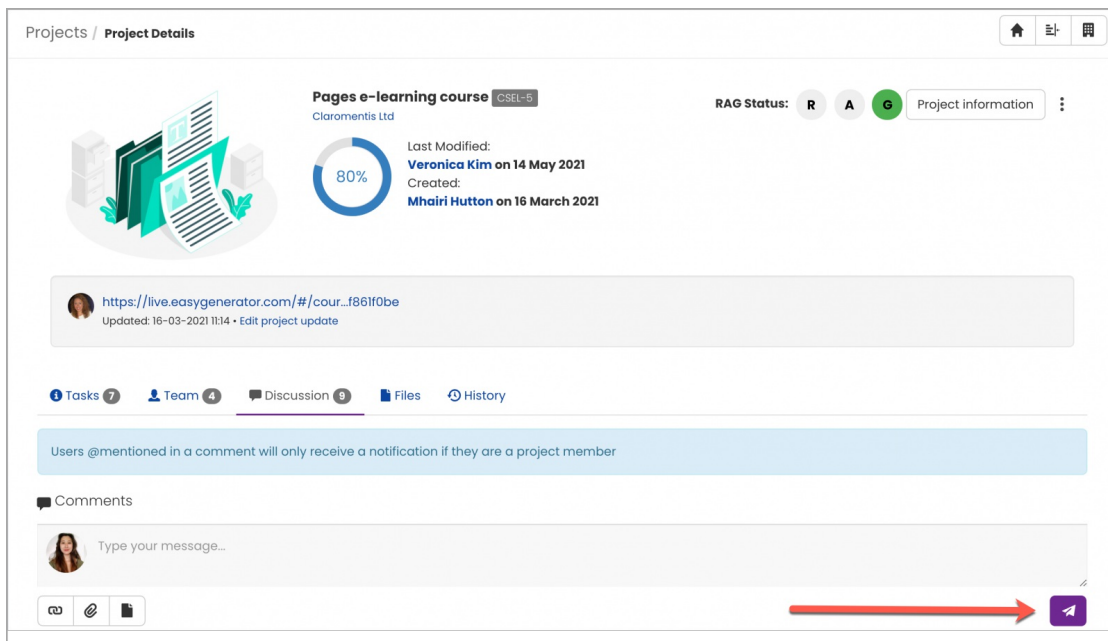 Projects / Project Details
Pages e-learning course CSEL-5
Claromentis Ltd
RAG Status: R A G Project information
80%
Last Modified:
Veronica Kim on 14 May 2021
Created:
Mhairi Hutton on 16 March 2021
https://live.easygenerator.com/#/cour...f861f0be
Updated: 16-03-2021 11:14 • Edit project update
Tasks 7 Team 4 Discussion 9 Files History
Users @mentioned in a comment will only receive a notification if they are a project member
Comments
Type your message...